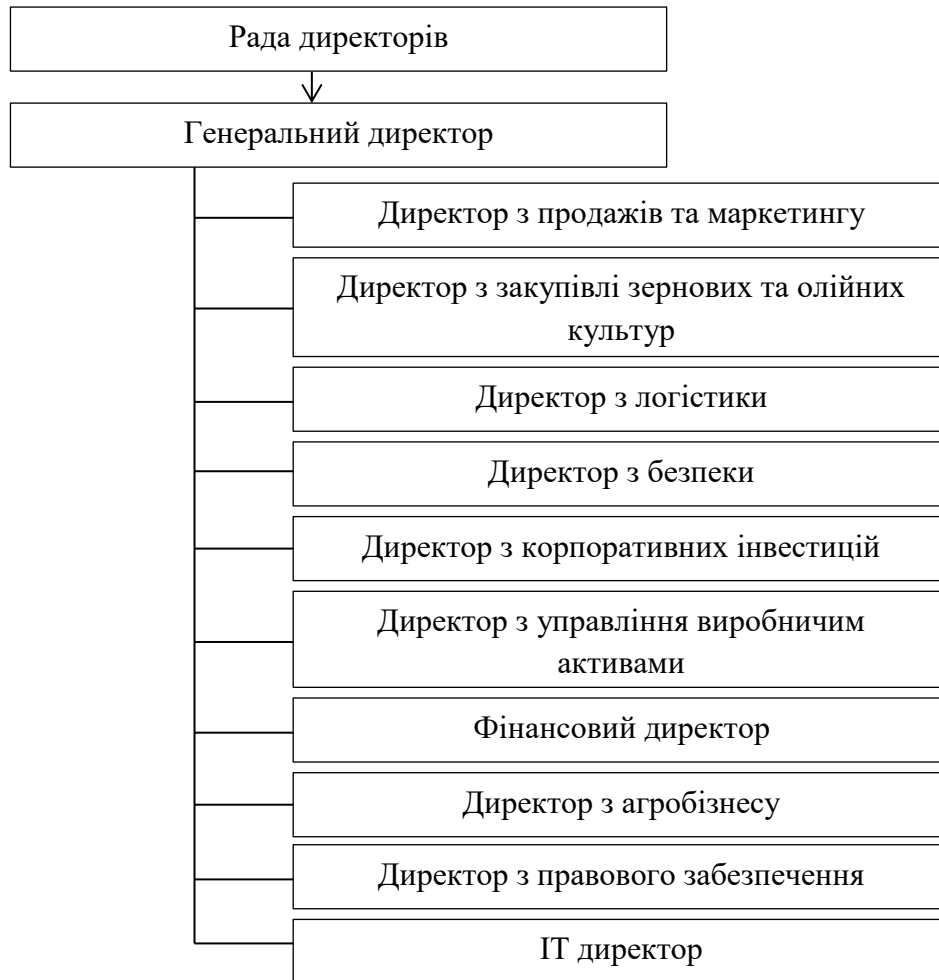 Рада директорів
Генеральний директор
Директор з продажів та маркетингу
Директор з закупівлі зернових та олійних
культур
Директор з логістики
Директор з безпеки
Директор з корпоративних інвестицій
Директор з управління виробничим
активами
Фінансовий директор
Директор з агробізнесу
Директор з правового забезпечення
ІТ директор